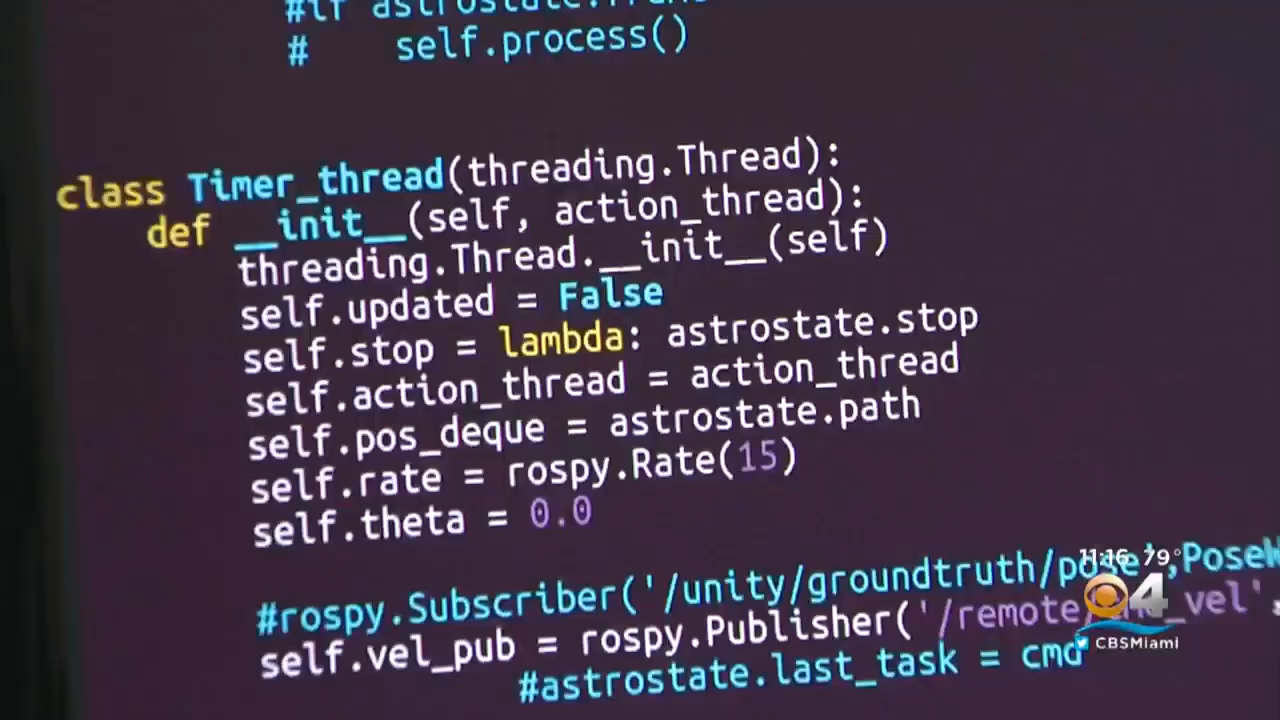 #if
#    self.process()
class Timer_thread(threading.Thread):
    def __init__(self, action_thread):
        threading.Thread.__init__(self)
        self.updated = False
        self.stop = lambda: astrostate.stop
        self.action_thread = action_thread
        self.pos_deque = astrostate.path
        self.rate = rospy.Rate(15)
        self.theta = 0.0
        #rospy.Subscriber('/unity/groundtruth/pose',
        self.vel_pub = rospy.Publisher('/remote
        #astrostate.last_task = cmd
11:16 79°
4
CBSMiami